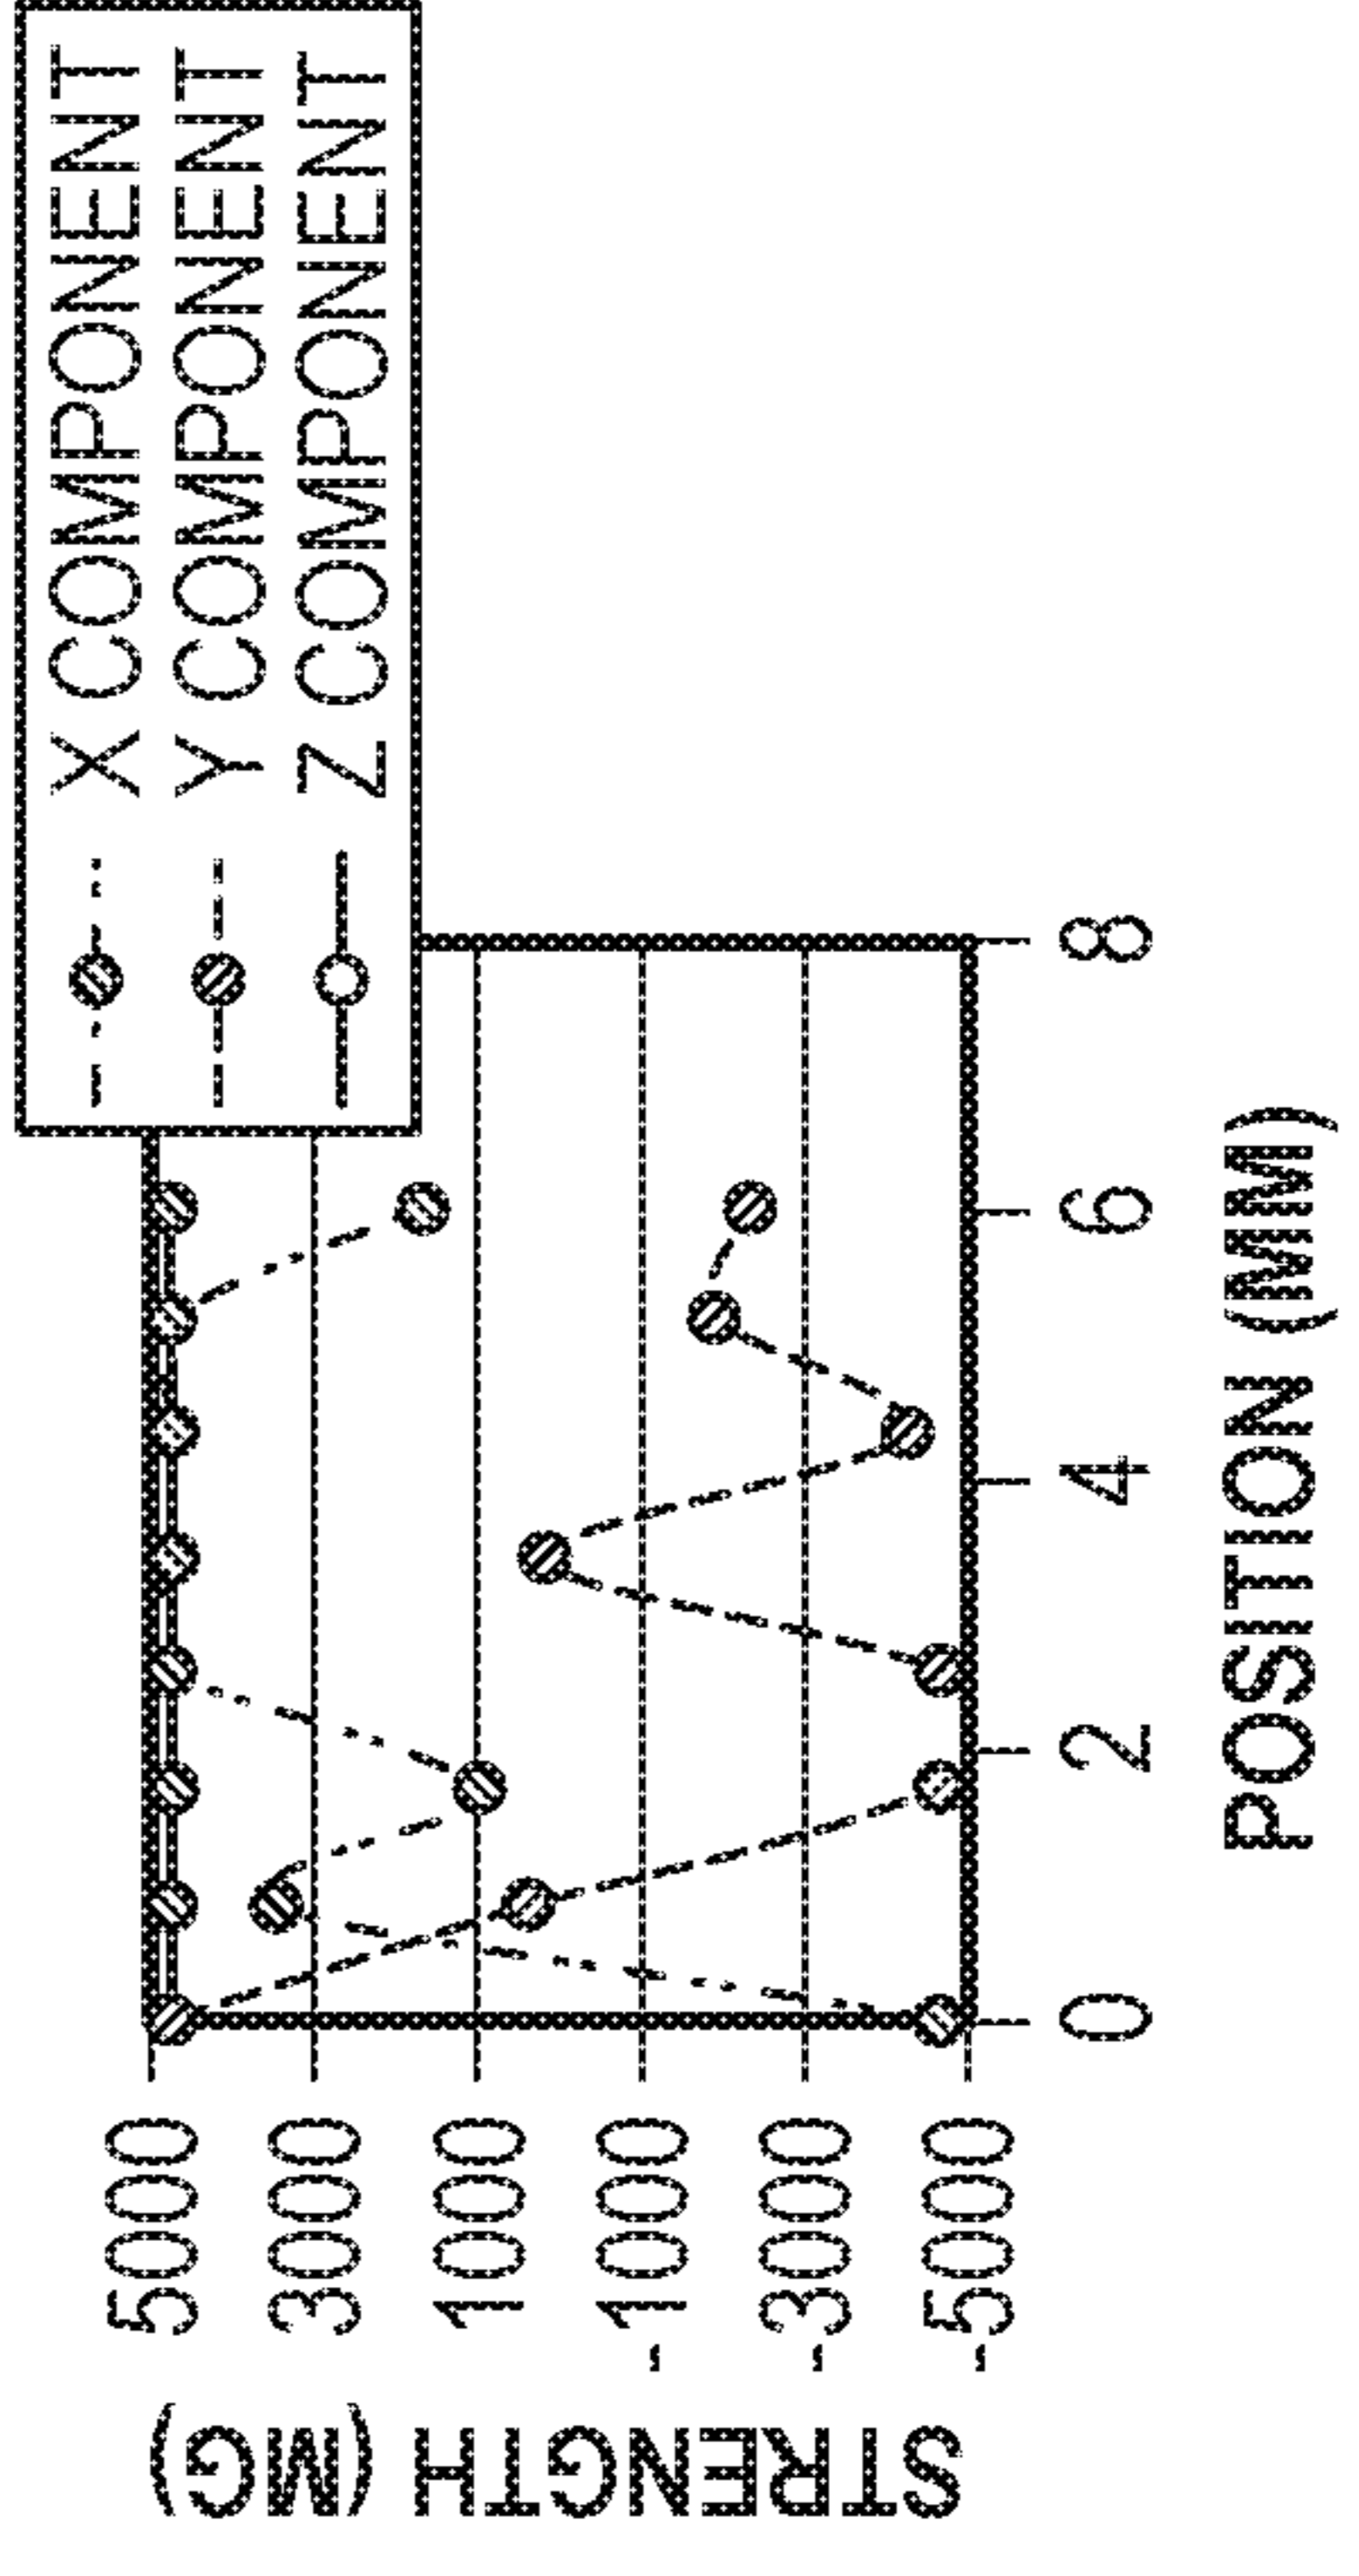 X COMPONENT
Y COMPONENT
Z COMPONENT
STRENGTH (MG)
5000
3000
1000
-1000
-3000
-5000
0 2 4 6 8
POSITION (MM)